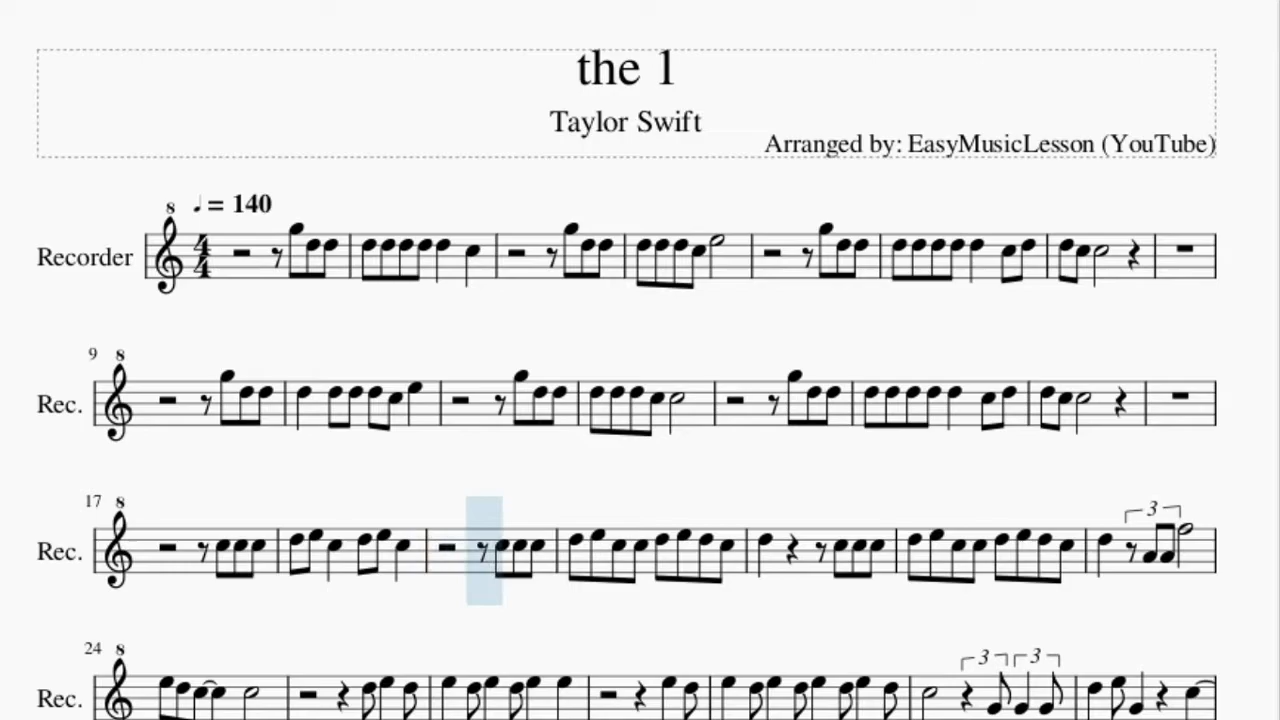 the 1
Taylor Swift
Arranged by: EasyMusicLesson (YouTube)
8
♩ = 140
Recorder
4
4
9
8
Rec.
17
8
3
Rec.
24
8
3
3
Rec.